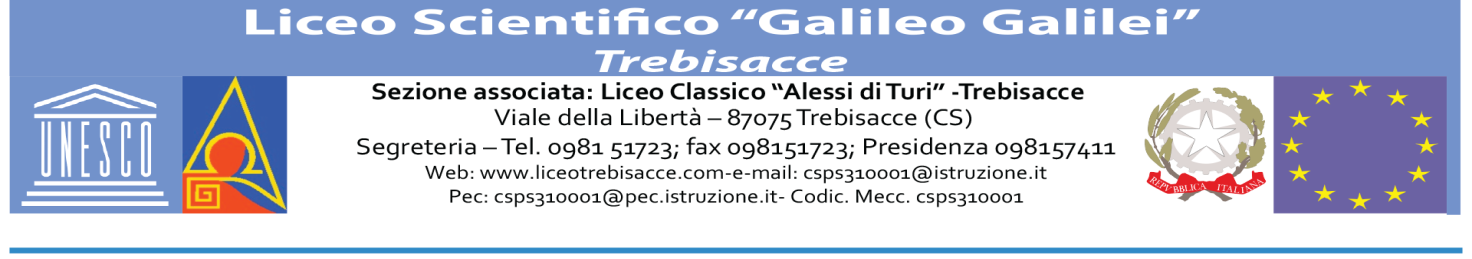 Liceo Scientifico “Galileo Galilei”
Trebisacce
Sezione associata: Liceo Classico “Alessi di Turi” -Trebisacce
Viale della Libertà – 87075 Trebisacce (CS)
Segreteria – Tel. 0981 51723; fax 098151723; Presidenza 098157411
Web: www.liceotrebisacce.com-e-mail: csps310001@istruzione.it
Pec: csps310001@pec.istruzione.it- Codic. Mecc. csps310001
UNESCO
REPVBBLICA ITALIANA